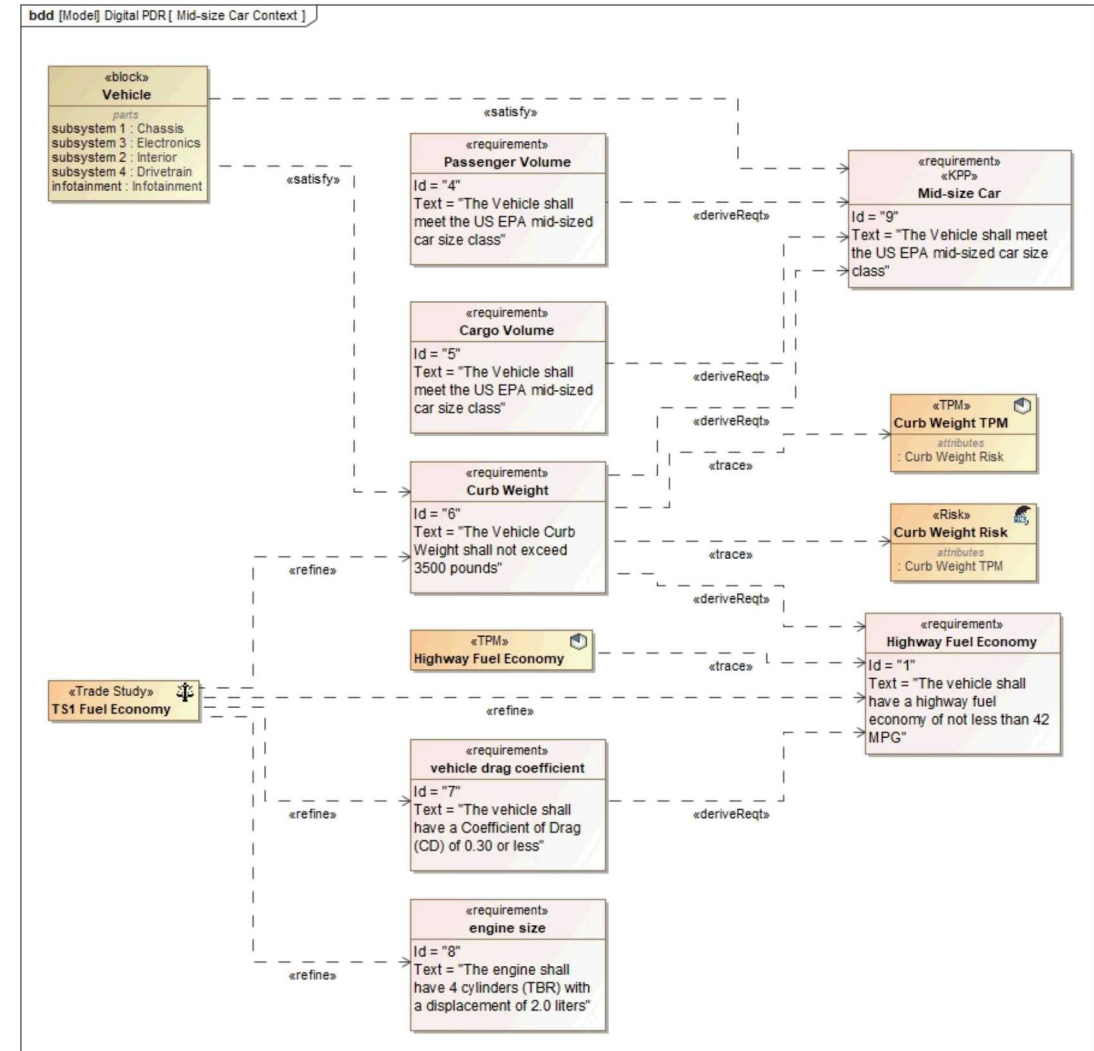 bdd [Model] Digital PDR [ Mid-size Car Context ]
«block»
Vehicle
parts
subsystem 1 : Chassis
subsystem 3 : Electronics
subsystem 2 : Interior
subsystem 4 : Drivetrain
infotainment : Infotainment
«satisfy»
«satisfy»
«requirement»
Passenger Volume
Id = "4"
Text = "The Vehicle shall
meet the US EPA mid-sized
car size class"
«deriveReqt»
«requirement»
«KPP»
Mid-size Car
Id = "9"
Text = "The Vehicle shall meet
the US EPA mid-sized car size
class"
«requirement»
Cargo Volume
Id = "5"
Text = "The Vehicle shall
meet the US EPA mid-sized
car size class"
«deriveReqt»
«deriveReqt»
«trace»
«TPM»
Curb Weight TPM
attributes
: Curb Weight Risk
«requirement»
Curb Weight
Id = "6"
Text = "The Vehicle Curb
Weight shall not exceed
3500 pounds"
«refine»
«trace»
«Risk»
Curb Weight Risk
attributes
: Curb Weight TPM
«deriveReqt»
«TPM»
Highway Fuel Economy
«trace»
«requirement»
Highway Fuel Economy
Id = "1"
Text = "The vehicle shall
have a highway fuel
economy of not less than 42
MPG"
«Trade Study»
TS1 Fuel Economy
«refine»
«requirement»
vehicle drag coefficient
Id = "7"
Text = "The vehicle shall
have a Coefficient of Drag
(CD) of 0.30 or less"
«refine»
«deriveReqt»
«requirement»
engine size
Id = "8"
Text = "The engine shall
have 4 cylinders (TBR) with
a displacement of 2.0 liters"
«refine»